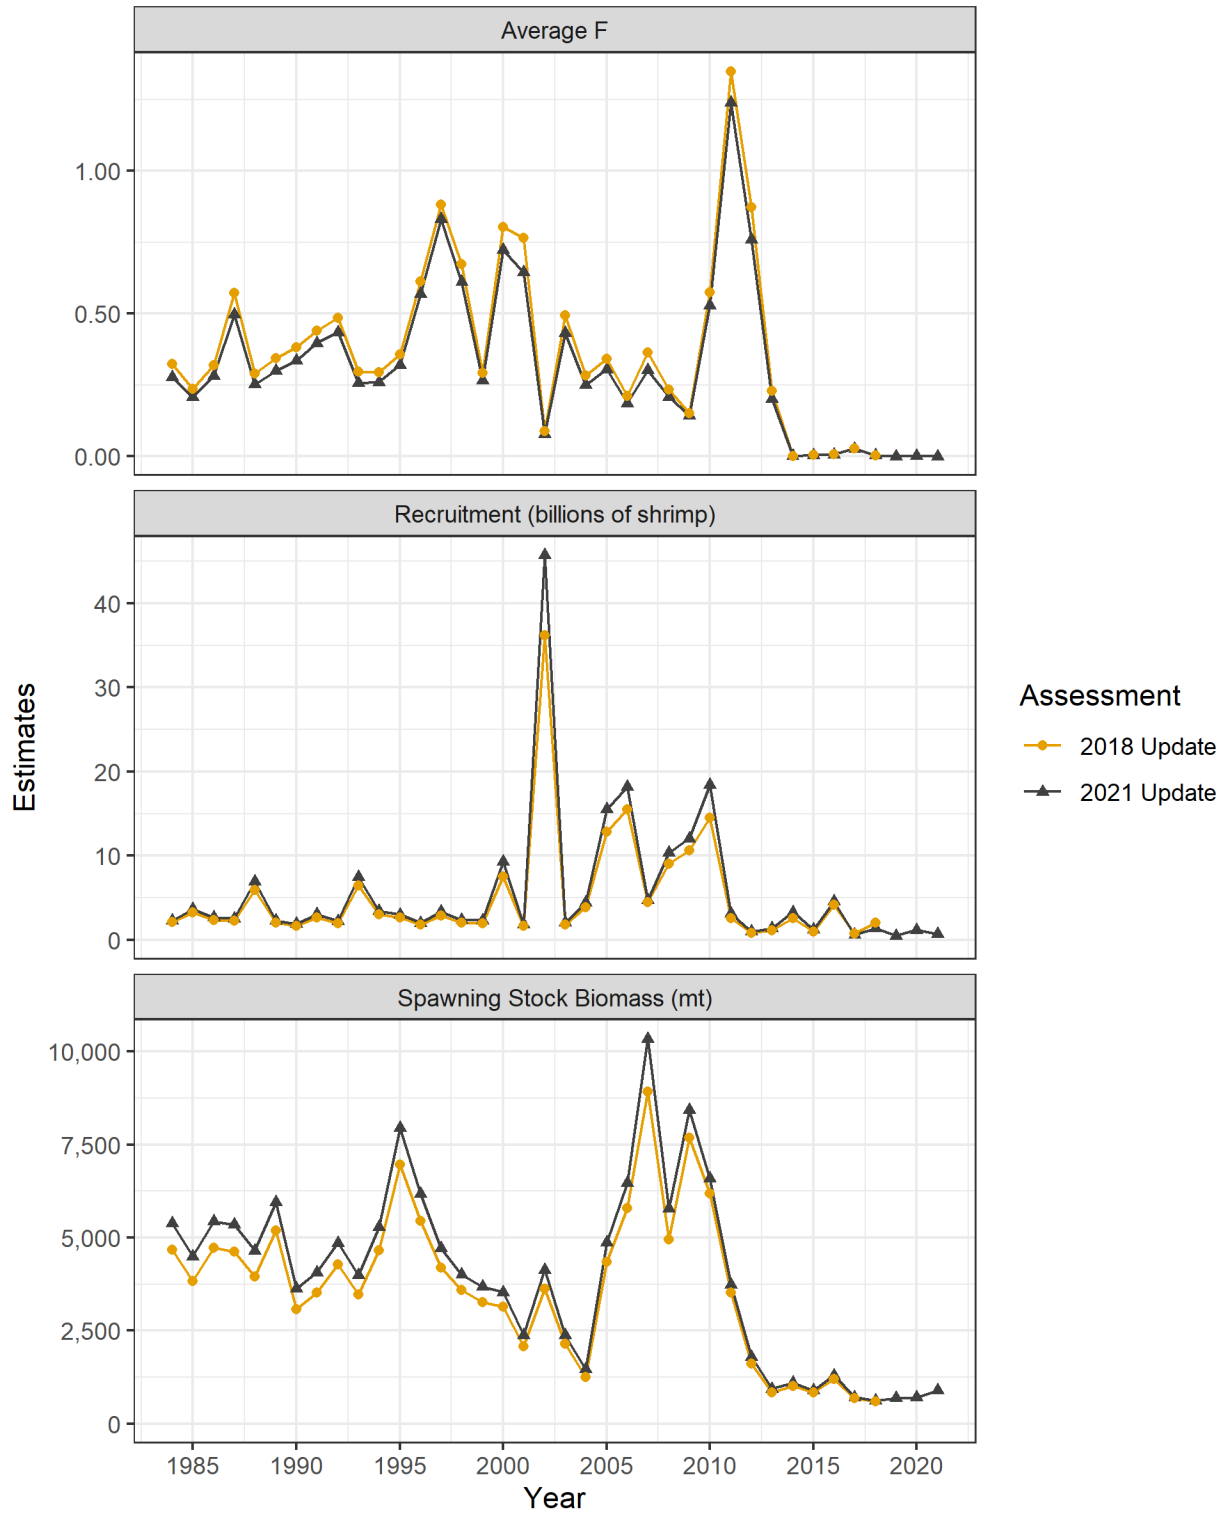 Average F
1.00
0.50
0.00
Recruitment (billions of shrimp)
40
30
20
10
0
Spawning Stock Biomass (mt)
10,000
7,500
5,000
2,500
0
1985 1990 1995 2000 2005 2010 2015 2020
Year
Estimates
Assessment
2018 Update
2021 Update